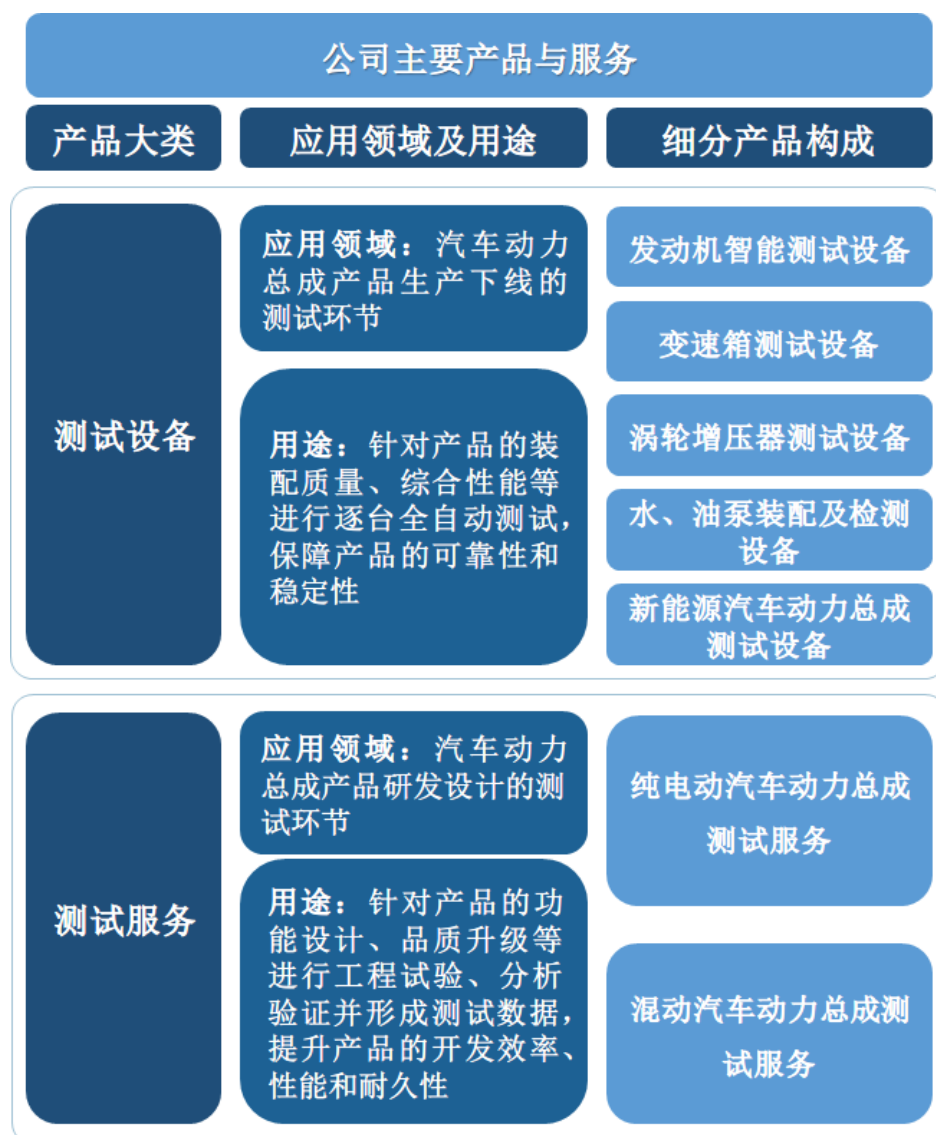 公司主要产品与服务
产品大类
应用领域及用途
细分产品构成
测试设备
应用领域：汽车动力
总成产品生产下线的
测试环节
用途：针对产品的装
配质量、综合性能等
进行逐台全自动测试，
保障产品的可靠性和
稳定性
发动机智能测试设备
变速箱测试设备
涡轮增压器测试设备
水、油泵装配及检测
设备
新能源汽车动力总成
测试设备
测试服务
应用领域：汽车动力
总成产品研发设计的测
试环节
用途：针对产品的功
能设计、品质升级等
进行工程试验、分析
验证并形成测试数据，
提升产品的开发效率、
性能和耐久性
纯电动汽车动力总成
测试服务
混动汽车动力总成测
试服务